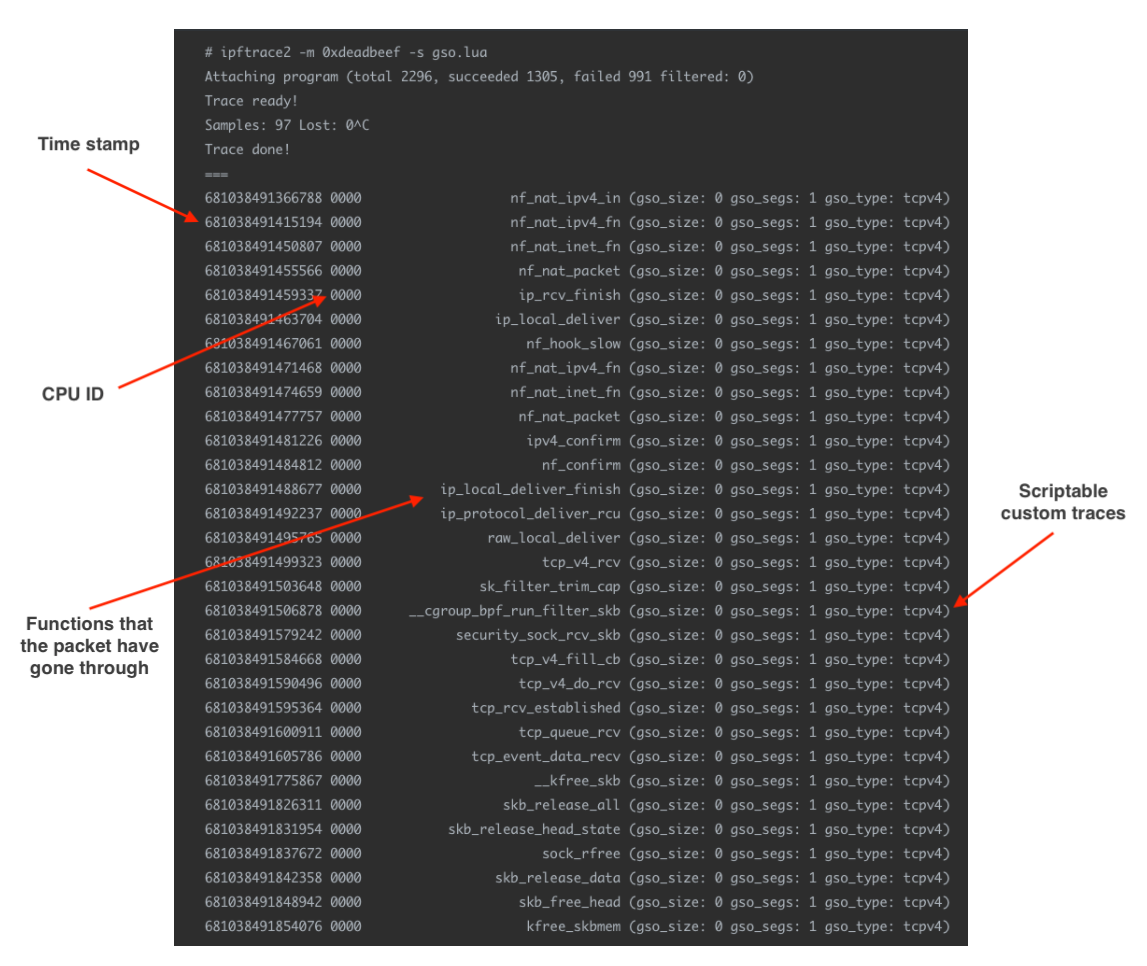 # ipftrace2 -m 0xdeadbeef -s gso.lua
Attaching program (total 2296, succeeded 1305, failed 991 filtered: 0)
Trace ready!
Samples: 97 Lost: 0^C
Trace done!
===
Time stamp
681038491366788 0000 nf_nat_ipv4_in (gso_size: 0 gso_segs: 1 gso_type: tcpv4)
681038491415194 0000 nf_nat_ipv4_fn (gso_size: 0 gso_segs: 1 gso_type: tcpv4)
681038491450807 0000 nf_nat_inet_fn (gso_size: 0 gso_segs: 1 gso_type: tcpv4)
681038491455566 0000 nf_nat_packet (gso_size: 0 gso_segs: 1 gso_type: tcpv4)
681038491459337 0000 ip_rcv_finish (gso_size: 0 gso_segs: 1 gso_type: tcpv4)
681038491463704 0000 ip_local_deliver (gso_size: 0 gso_segs: 1 gso_type: tcpv4)
681038491467061 0000 nf_hook_slow (gso_size: 0 gso_segs: 1 gso_type: tcpv4)
681038491471468 0000 nf_nat_ipv4_fn (gso_size: 0 gso_segs: 1 gso_type: tcpv4)
681038491474659 0000 nf_nat_inet_fn (gso_size: 0 gso_segs: 1 gso_type: tcpv4)
681038491477757 0000 nf_nat_packet (gso_size: 0 gso_segs: 1 gso_type: tcpv4)
681038491481226 0000 ipv4_confirm (gso_size: 0 gso_segs: 1 gso_type: tcpv4)
681038491484812 0000 nf_confirm (gso_size: 0 gso_segs: 1 gso_type: tcpv4)
681038491488677 0000 ip_local_deliver_finish (gso_size: 0 gso_segs: 1 gso_type: tcpv4)
681038491492237 0000 ip_protocol_deliver_rcu (gso_size: 0 gso_segs: 1 gso_type: tcpv4)
681038491495765 0000 raw_local_deliver (gso_size: 0 gso_segs: 1 gso_type: tcpv4)
681038491499323 0000 tcp_v4_rcv (gso_size: 0 gso_segs: 1 gso_type: tcpv4)
681038491503648 0000 sk_filter_trim_cap (gso_size: 0 gso_segs: 1 gso_type: tcpv4)
681038491506878 0000 __cgroup_bpf_run_filter_skb (gso_size: 0 gso_segs: 1 gso_type: tcpv4)
681038491579242 0000 security_sock_rcv_skb (gso_size: 0 gso_segs: 1 gso_type: tcpv4)
681038491584668 0000 tcp_v4_fill_cb (gso_size: 0 gso_segs: 1 gso_type: tcpv4)
681038491590496 0000 tcp_v4_do_rcv (gso_size: 0 gso_segs: 1 gso_type: tcpv4)
681038491595364 0000 tcp_rcv_established (gso_size: 0 gso_segs: 1 gso_type: tcpv4)
681038491600911 0000 tcp_queue_rcv (gso_size: 0 gso_segs: 1 gso_type: tcpv4)
681038491605786 0000 tcp_event_data_recv (gso_size: 0 gso_segs: 1 gso_type: tcpv4)
681038491775867 0000 __kfree_skb (gso_size: 0 gso_segs: 1 gso_type: tcpv4)
681038491826311 0000 skb_release_all (gso_size: 0 gso_segs: 1 gso_type: tcpv4)
681038491831954 0000 skb_release_head_state (gso_size: 0 gso_segs: 1 gso_type: tcpv4)
681038491837672 0000 sock_rfree (gso_size: 0 gso_segs: 1 gso_type: tcpv4)
681038491842358 0000 skb_release_data (gso_size: 0 gso_segs: 1 gso_type: tcpv4)
681038491848942 0000 skb_free_head (gso_size: 0 gso_segs: 1 gso_type: tcpv4)
681038491854076 0000 kfree_skbmem (gso_size: 0 gso_segs: 1 gso_type: tcpv4)
CPU ID
Functions that
the packet have
gone through
Scriptable
custom traces